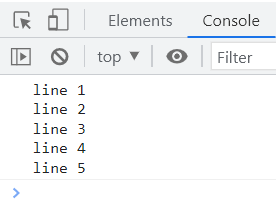 Elements Console
top ▼ Filter
line 1
line 2
line 3
line 4
line 5
>